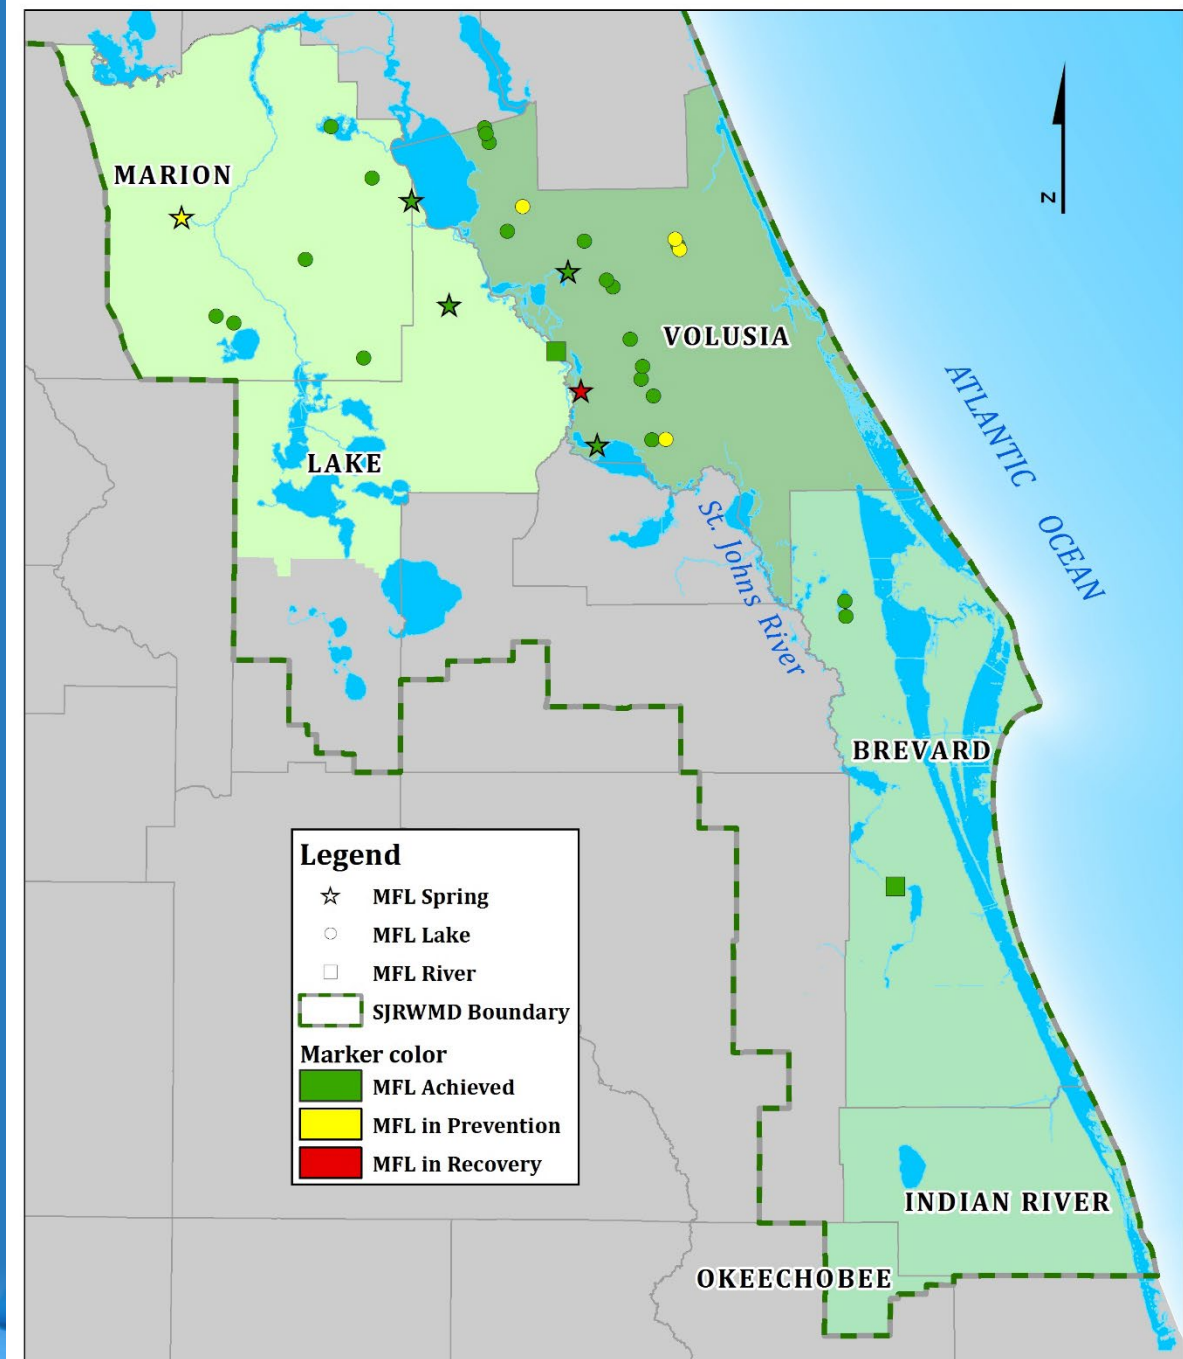 MARION
N
VOLUSIA
ATLANTIC OCEAN
LAKE
St. Johns River
BREVARD
Legend
MFL Spring
MFL Lake
MFL River
SJRWMD Boundary
Marker color
MFL Achieved
MFL in Prevention
MFL in Recovery
INDIAN RIVER
OKEECHOBEE